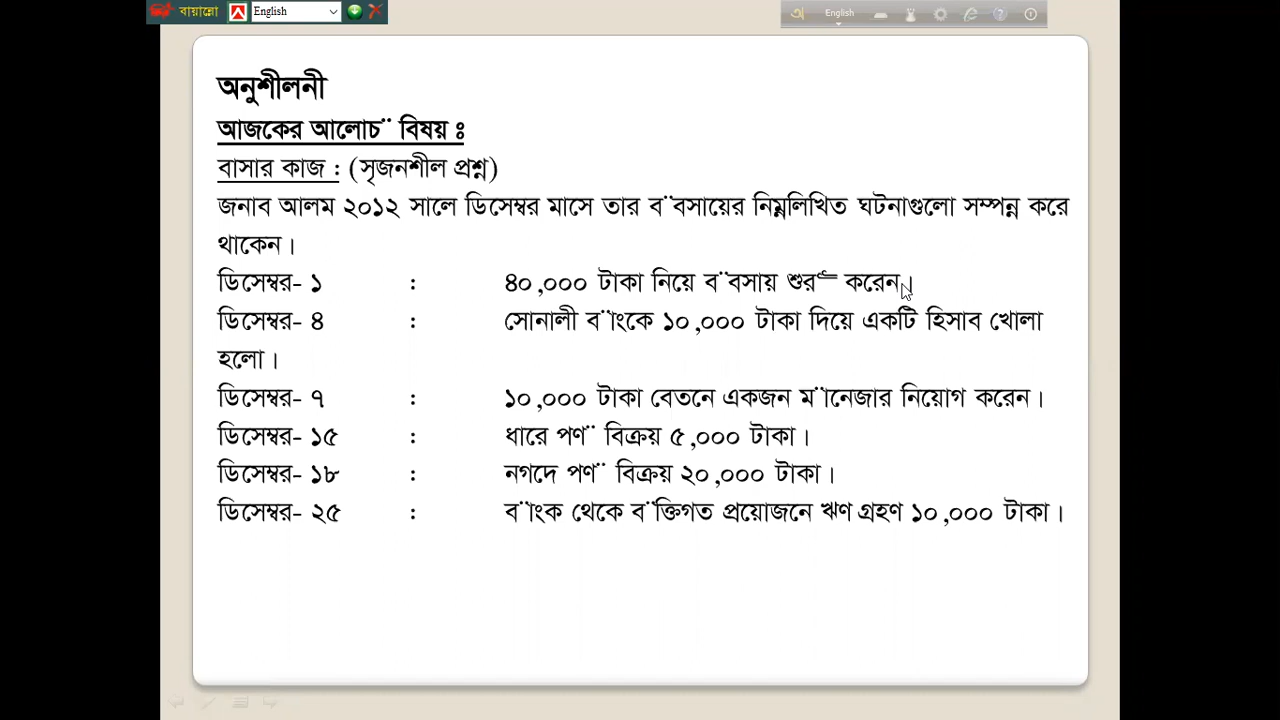 বায়ান্নো English English
অনুশীলনী
আজকের আলোচ¨ বিষয় ঃ
বাসার কাজ : (সৃজনশীল প্রশ্ন)
জনাব আলম ২০১২ সালে ডিসেম্বর মাসে তার ব¨বসায়ের নিম্নলিখিত ঘটনাগুলো সম্পন্ন করে
থাকেন।
ডিসেম্বর- ১ : ৪০,০০০ টাকা নিয়ে ব¨বসায় শুর“ করেন।
ডিসেম্বর- ৪ : সোনালী ব¨াংকে ১০,০০০ টাকা দিয়ে একটি হিসাব খোলা
হলো।
ডিসেম্বর- ৭ : ১০,০০০ টাকা বেতনে একজন ম¨ানেজার নিয়োগ করেন।
ডিসেম্বর- ১৫ : ধারে পণ¨ বিক্রয় ৫,০০০ টাকা।
ডিসেম্বর- ১৮ : নগদে পণ¨ বিক্রয় ২০,০০০ টাকা।
ডিসেম্বর- ২৫ : ব¨াংক থেকে ব¨ক্তিগত প্রয়োজনে ঋণ গ্রহণ ১০,০০০ টাকা।